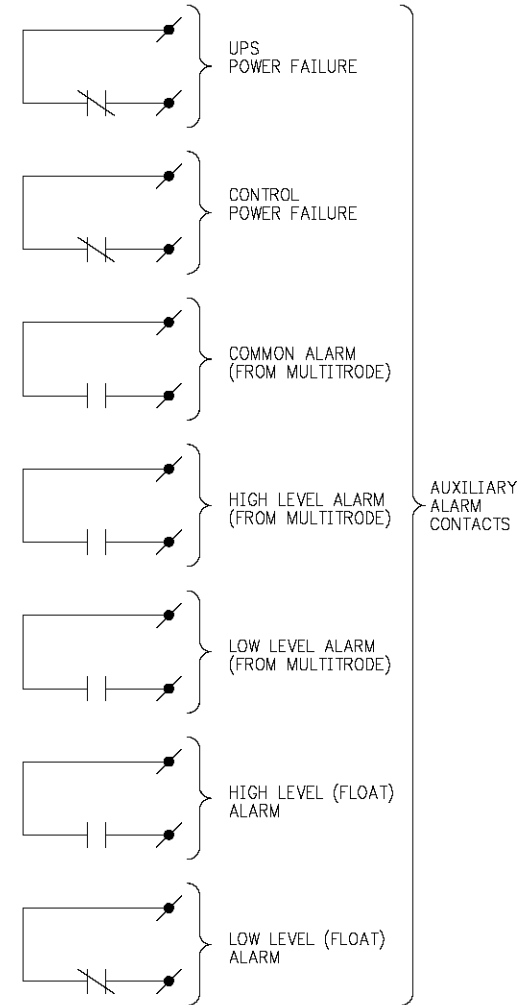 UPS
POWER FAILURE
CONTROL
POWER FAILURE
COMMON ALARM
(FROM MULTITRODE)
HIGH LEVEL ALARM
(FROM MULTITRODE)
LOW LEVEL ALARM
(FROM MULTITRODE)
HIGH LEVEL (FLOAT)
ALARM
LOW LEVEL (FLOAT)
ALARM
AUXILIARY
ALARM
CONTACTS